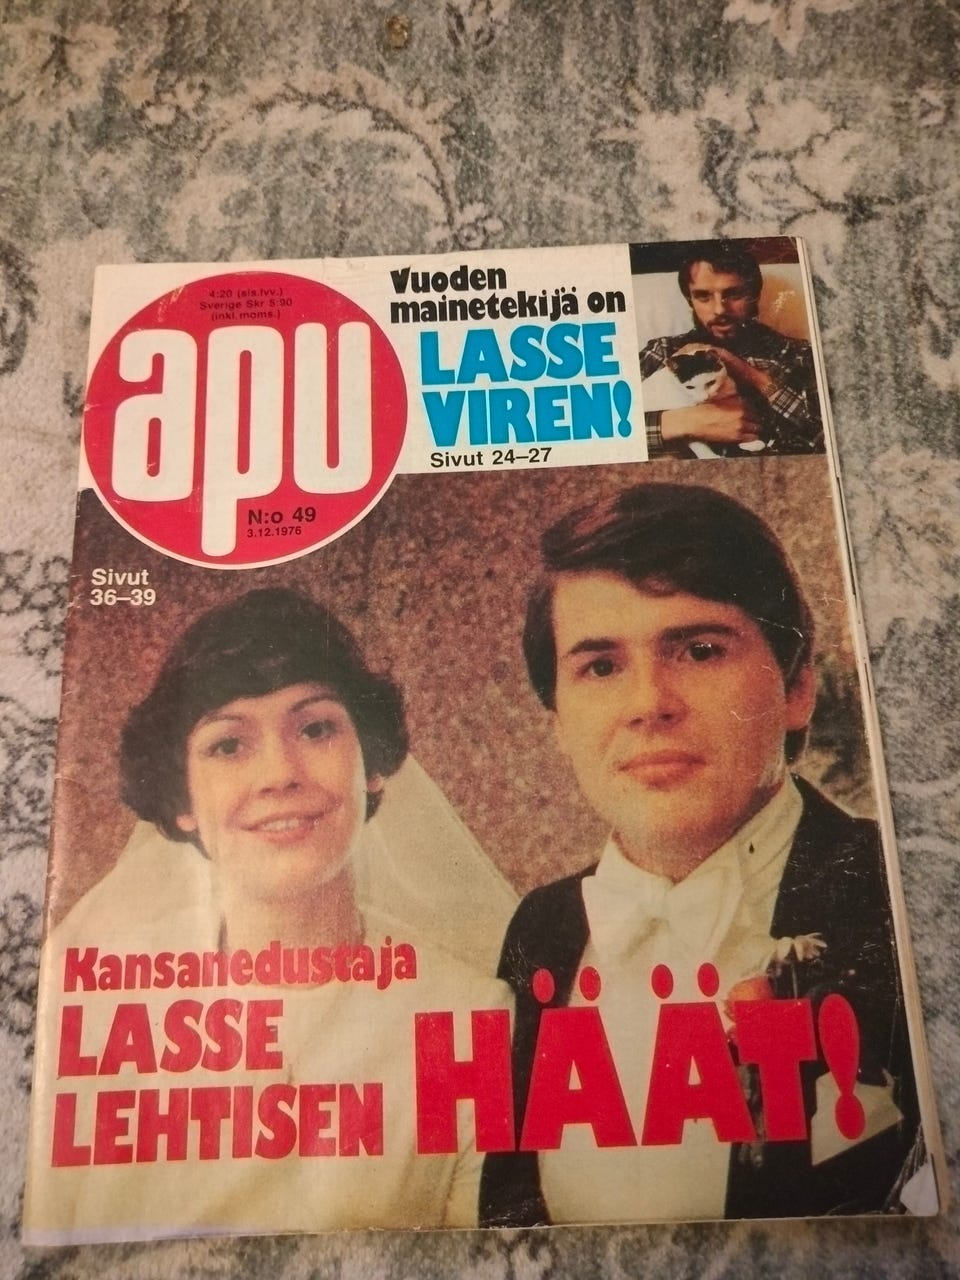 4:20 (sis.lvv.)
Sverige Skr 5:90
(inkl. moms.)
apu
N:o 49
3.12.1976
Vuoden
mainetekijä on
LASSE
VIREN!
Sivut 24–27
Sivut
36–39
Kansanedustaja
LASSE
LEHTISEN
HÄÄT!